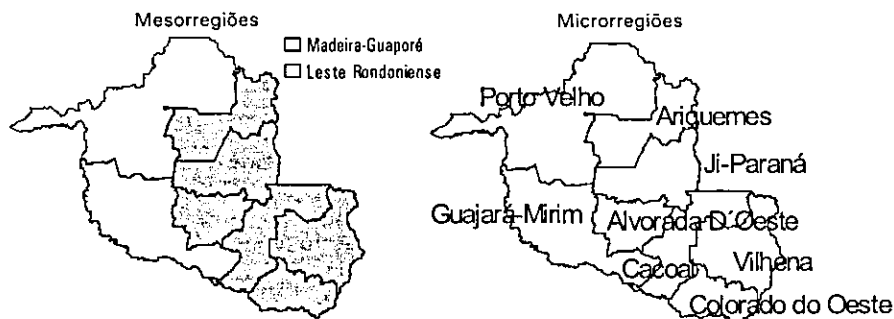 Mesorregiões
Madeira-Guaporé
Leste Rondoniense
Microrregiões
Porto Velho
Ariquemes
Ji-Paraná
Guajará-Mirim
Alvorada-D´Oeste
Cacoal
Vilhena
Colorado do Oeste